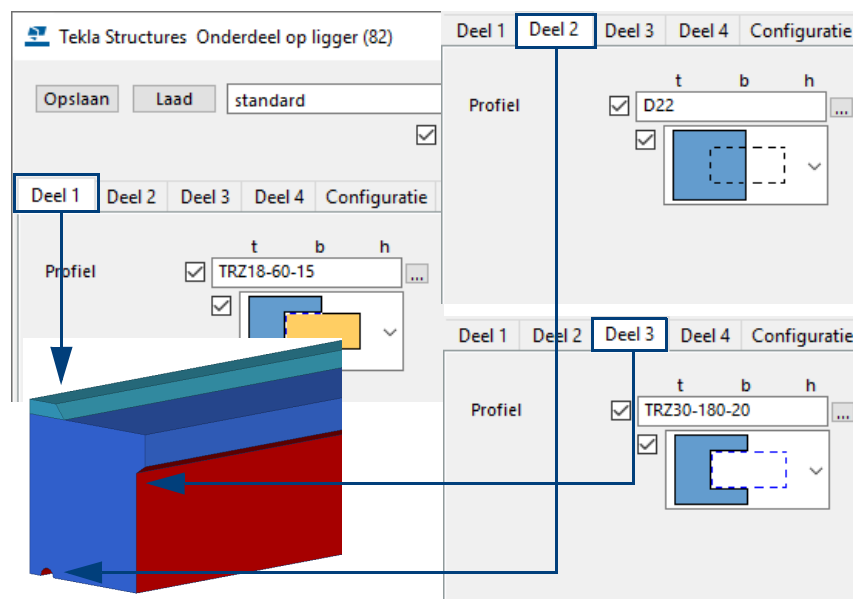 Tekla Structures Onderdeel op ligger (82)
Opslaan Laad standard
Deel 1 Deel 2 Deel 3 Deel 4 Configuratie
t b h
Profiel TRZ18-60-15 ...
Deel 1 Deel 2 Deel 3 Deel 4 Configuratie
t b h
Profiel D22 ...
Deel 1 Deel 2 Deel 3 Deel 4 Configuratie
t b h
Profiel TRZ30-180-20 ...